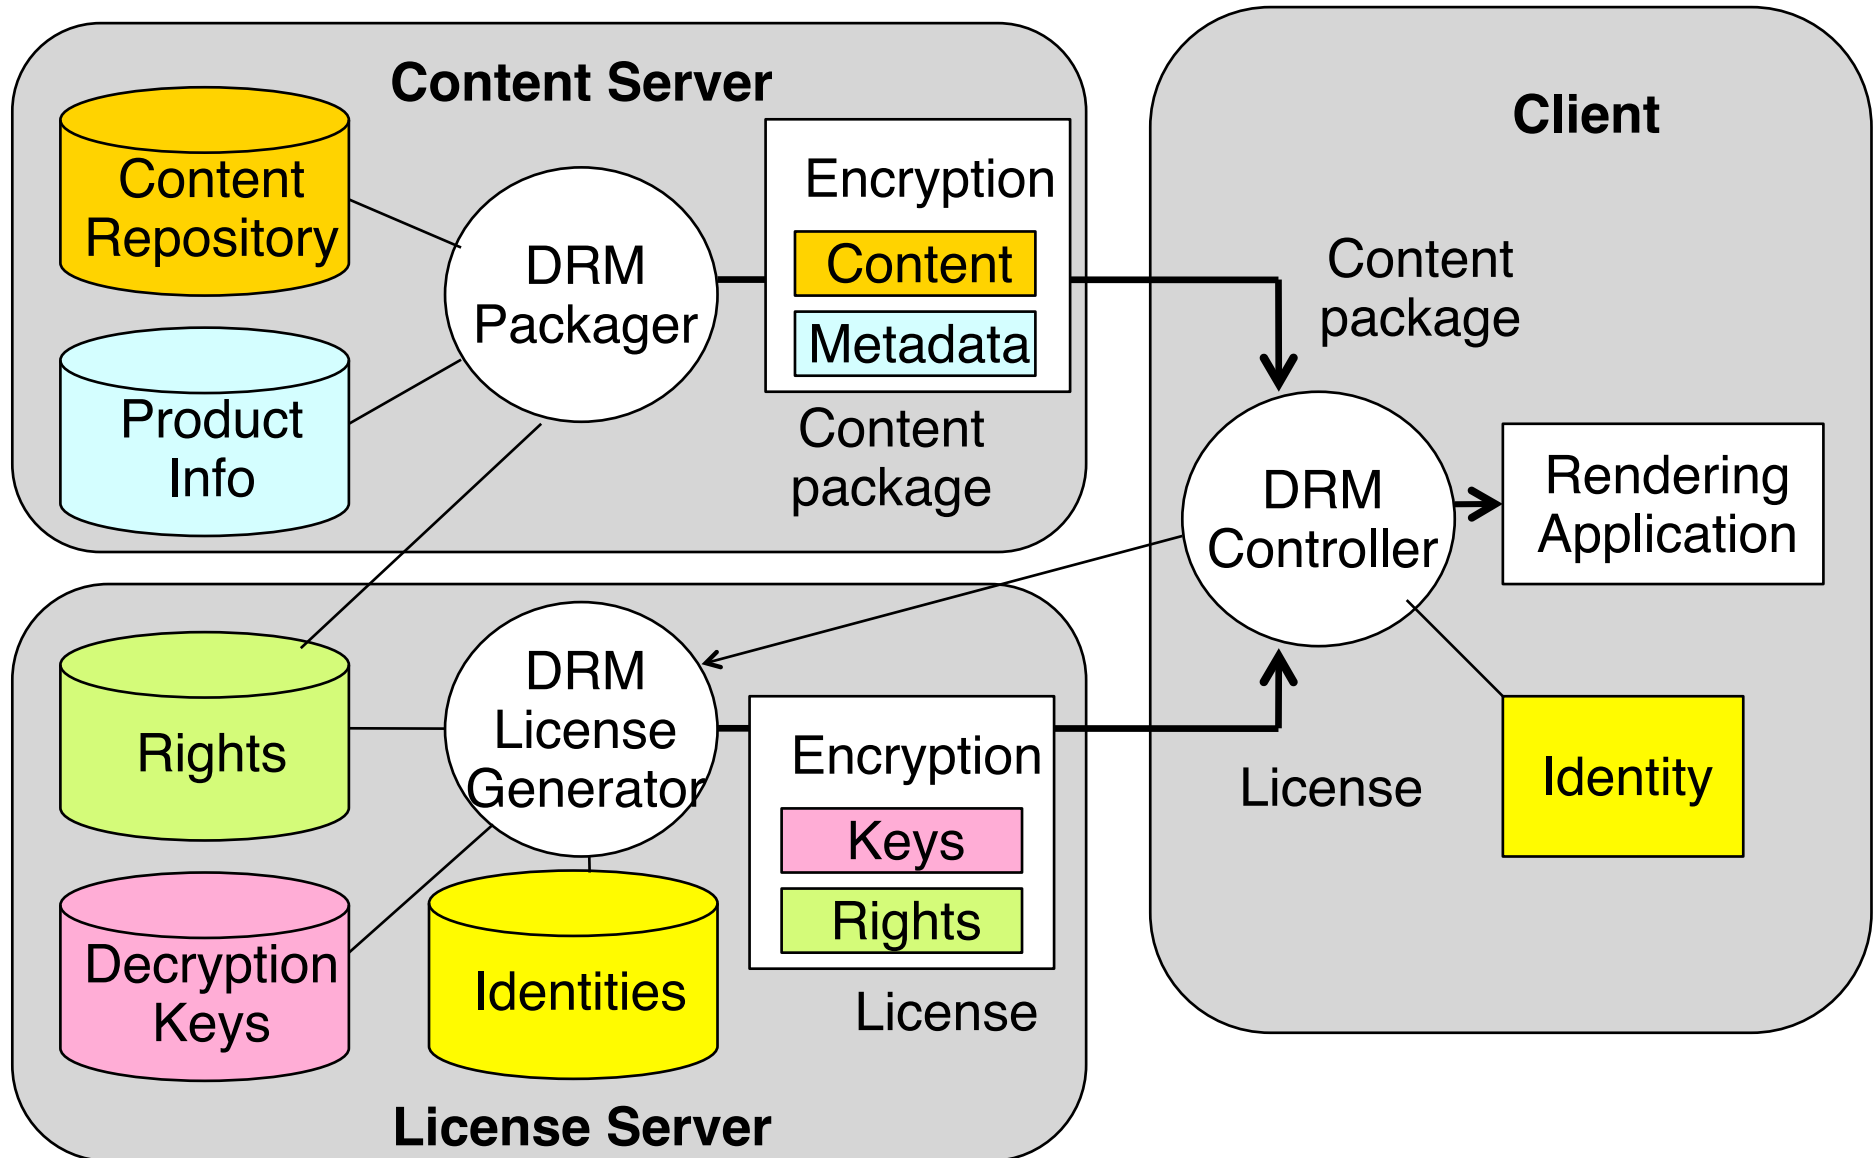 Content Server
Content
Repository
Product
Info
DRM
Packager
Encryption
Content
Metadata
Content
package
Rights
Decryption
Keys
DRM
License
Generator
Identities
Encryption
Keys
Rights
License
License Server
Client
Content
package
DRM
Controller
Rendering
Application
License
Identity